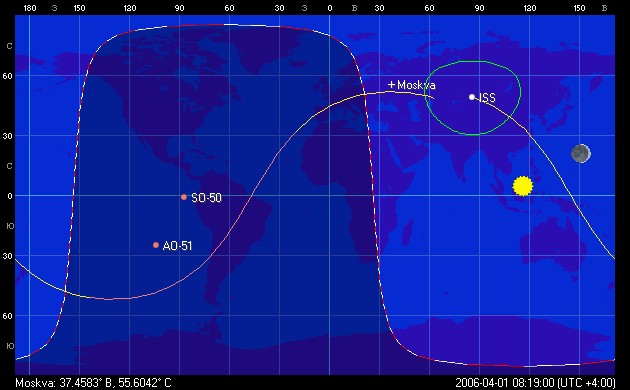 180 150 З 120 90 60 30 З 0 В 30 60 90 120 150 В
С
60
+Moskva
ISS
30
С
0
SO-50
Ю
AO-51
30
60
Ю
Moskva: 37.4583° В, 55.6042° С 2006-04-01 08:19:00 (UTC +4:00)